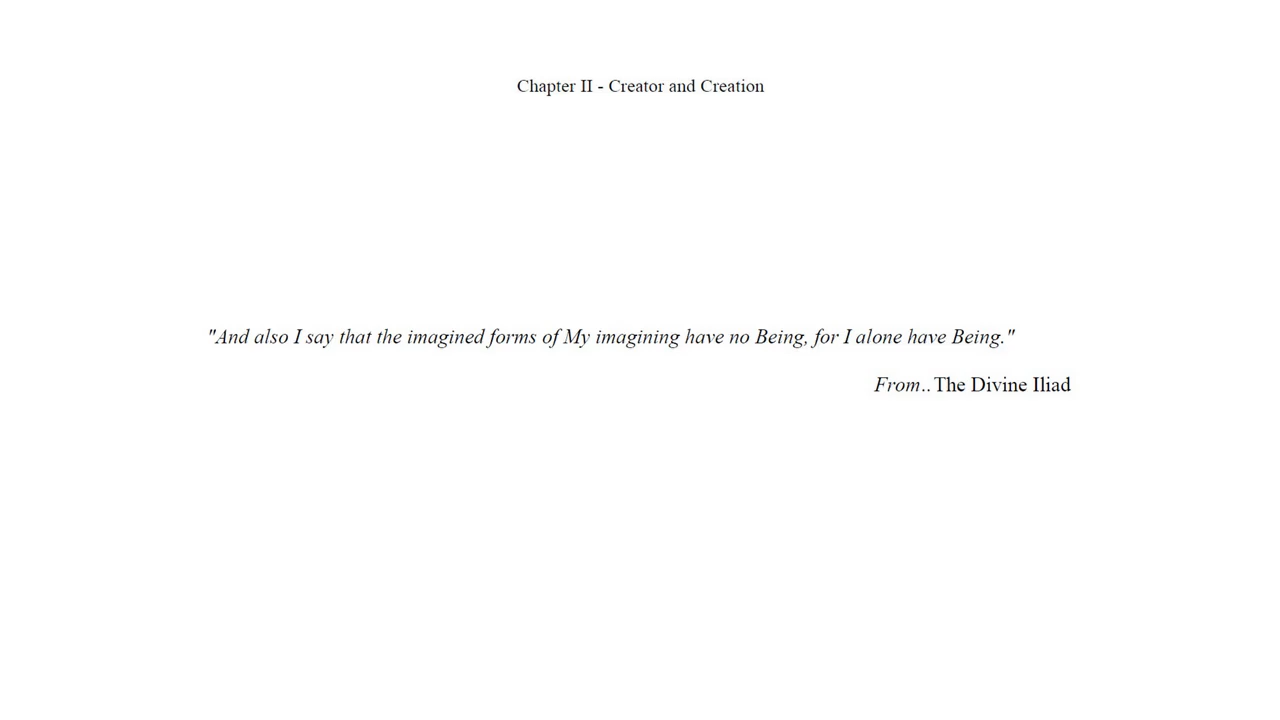 Chapter II - Creator and Creation
"And also I say that the imagined forms of My imagining have no Being, for I alone have Being."
From.. The Divine Iliad